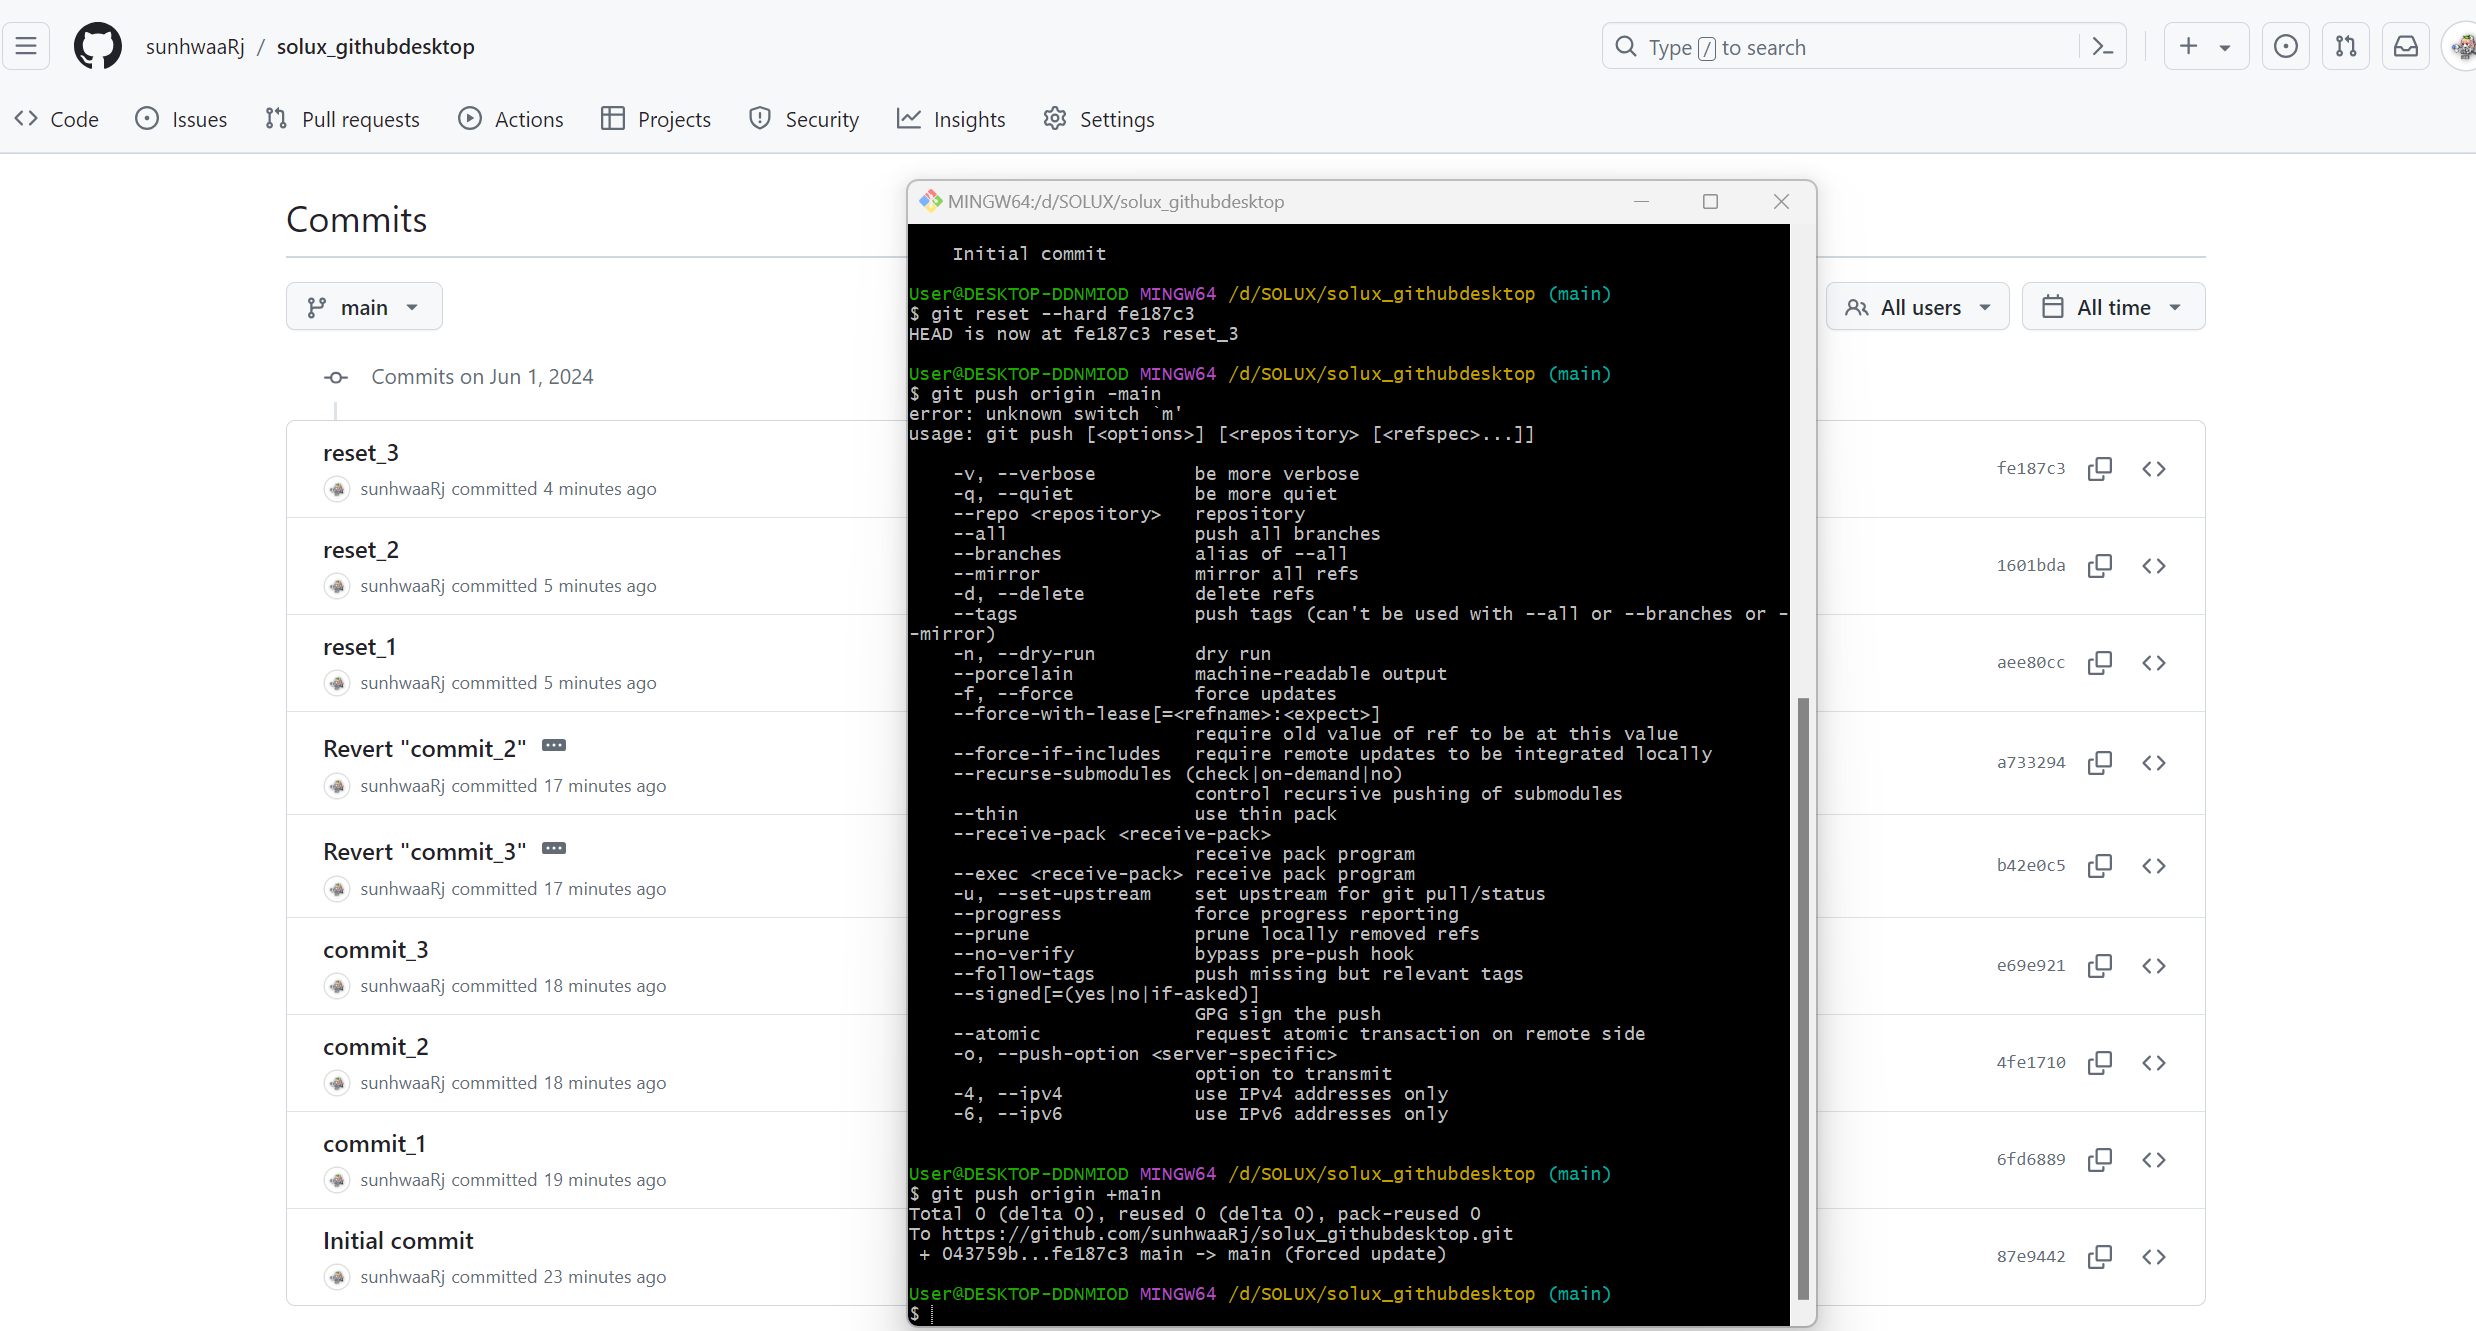 sunhwaaRj / solux_githubdesktop
Type / to search
Code Issues Pull requests Actions Projects Security Insights Settings
Commits
main
All users
All time
Commits on Jun 1, 2024
reset_3
sunhwaaRj committed 4 minutes ago
fe187c3
reset_2
sunhwaaRj committed 5 minutes ago
1601bda
reset_1
sunhwaaRj committed 5 minutes ago
aee80cc
Revert "commit_2"
sunhwaaRj committed 17 minutes ago
a733294
Revert "commit_3"
sunhwaaRj committed 17 minutes ago
b42e0c5
commit_3
sunhwaaRj committed 18 minutes ago
e69e921
commit_2
sunhwaaRj committed 18 minutes ago
4fe1710
commit_1
sunhwaaRj committed 19 minutes ago
6fd6889
Initial commit
sunhwaaRj committed 23 minutes ago
87e9442
MINGW64:/d/SOLUX/solux_githubdesktop
    Initial commit
User@DESKTOP-DDNMIOD MINGW64 /d/SOLUX/solux_githubdesktop (main)
$ git reset --hard fe187c3
HEAD is now at fe187c3 reset_3
User@DESKTOP-DDNMIOD MINGW64 /d/SOLUX/solux_githubdesktop (main)
$ git push origin -main
error: unknown switch `m'
usage: git push [<options>] [<repository> [<refspec>...]]
    -v, --verbose         be more verbose
    -q, --quiet           be more quiet
    --repo <repository>   repository
    --all                 push all branches
    --branches            alias of --all
    --mirror              mirror all refs
    -d, --delete          delete refs
    --tags                push tags (can't be used with --all or --branches or -
-mirror)
    -n, --dry-run         dry run
    --porcelain           machine-readable output
    -f, --force           force updates
    --force-with-lease[=<refname>:<expect>]
                          require old value of ref to be at this value
    --force-if-includes   require remote updates to be integrated locally
    --recurse-submodules (check|on-demand|no)
                          control recursive pushing of submodules
    --thin                use thin pack
    --receive-pack <receive-pack>
                          receive pack program
    --exec <receive-pack> receive pack program
    -u, --set-upstream    set upstream for git pull/status
    --progress            force progress reporting
    --prune               prune locally removed refs
    --no-verify           bypass pre-push hook
    --follow-tags         push missing but relevant tags
    --signed[=(yes|no|if-asked)]
                          GPG sign the push
    --atomic              request atomic transaction on remote side
    -o, --push-option <server-specific>
                          option to transmit
    -4, --ipv4            use IPv4 addresses only
    -6, --ipv6            use IPv6 addresses only
User@DESKTOP-DDNMIOD MINGW64 /d/SOLUX/solux_githubdesktop (main)
$ git push origin +main
Total 0 (delta 0), reused 0 (delta 0), pack-reused 0
To https://github.com/sunhwaaRj/solux_githubdesktop.git
 + 043759b...fe187c3 main -> main (forced update)
User@DESKTOP-DDNMIOD MINGW64 /d/SOLUX/solux_githubdesktop (main)
$